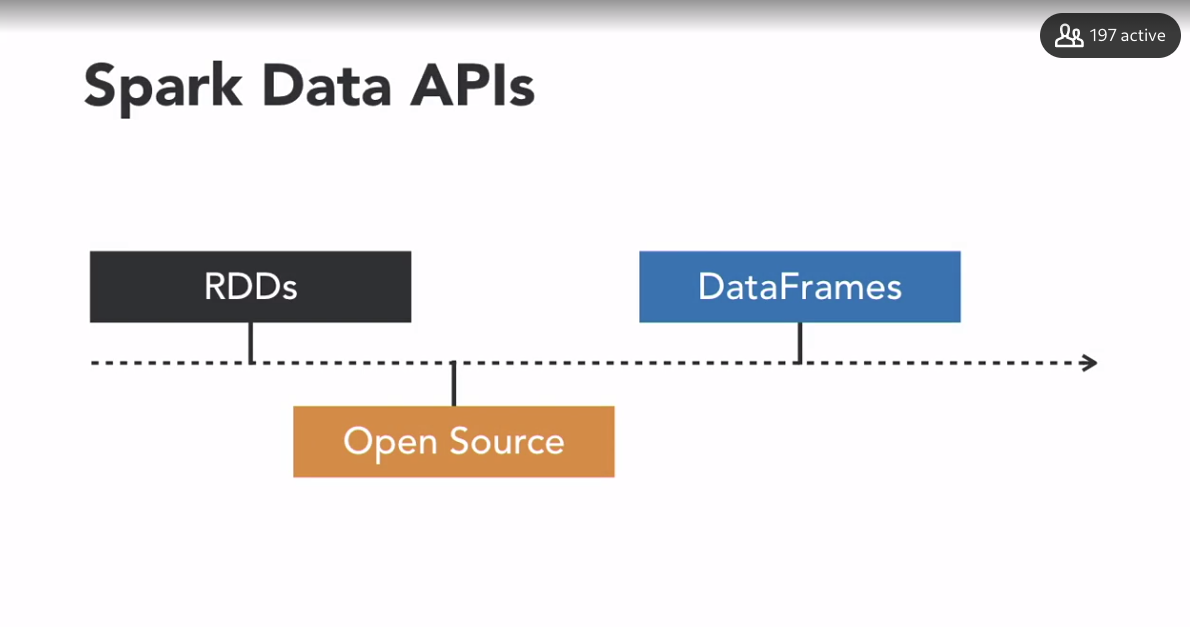 197 active
Spark Data APIs
RDDs
DataFrames
Open Source